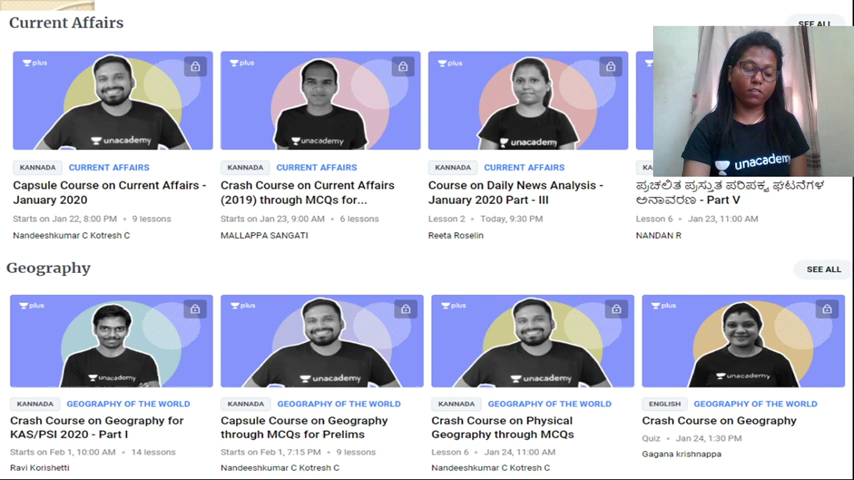 Current Affairs
SEE ALL
plus
plus
plus
unacademy
unacademy
unacademy
unacademy
KANNADA CURRENT AFFAIRS
KANNADA CURRENT AFFAIRS
KANNADA CURRENT AFFAIRS
Capsule Course on Current Affairs -
January 2020
Crash Course on Current Affairs
(2019) through MCQs for...
Course on Daily News Analysis -
January 2020 Part - III
ಪ್ರಚಲಿತ ಪ್ರಸ್ತುತ ಪರಿಪಕ್ವ ಘಟನೆಗಳ
ಅನಾವರಣ - Part V
Starts on Jan 22, 8:00 PM • 9 lessons
Starts on Jan 23, 9:00 AM • 6 lessons
Lesson 2 • Today, 9:30 PM
Lesson 6 • Jan 23, 11:00 AM
Nandeeshkumar C Kotresh C
MALLAPPA SANGATI
Reeta Roselin
NANDAN R
Geography
SEE ALL
plus
plus
plus
plus
unacademy
unacademy
unacademy
unacademy
KANNADA GEOGRAPHY OF THE WORLD
KANNADA GEOGRAPHY OF THE WORLD
KANNADA GEOGRAPHY OF THE WORLD
ENGLISH GEOGRAPHY OF THE WORLD
Crash Course on Geography for
KAS/PSI 2020 - Part I
Capsule Course on Geography
through MCQs for Prelims
Crash Course on Physical
Geography through MCQs
Crash Course on Geography
Starts on Feb 1, 10:00 AM • 14 lessons
Starts on Feb 1, 7:15 PM • 9 lessons
Lesson 6 • Jan 24, 11:00 AM
Quiz • Jan 24, 1:30 PM
Ravi Korishetti
Nandeeshkumar C Kotresh C
Nandeeshkumar C Kotresh C
Gagana krishnappa